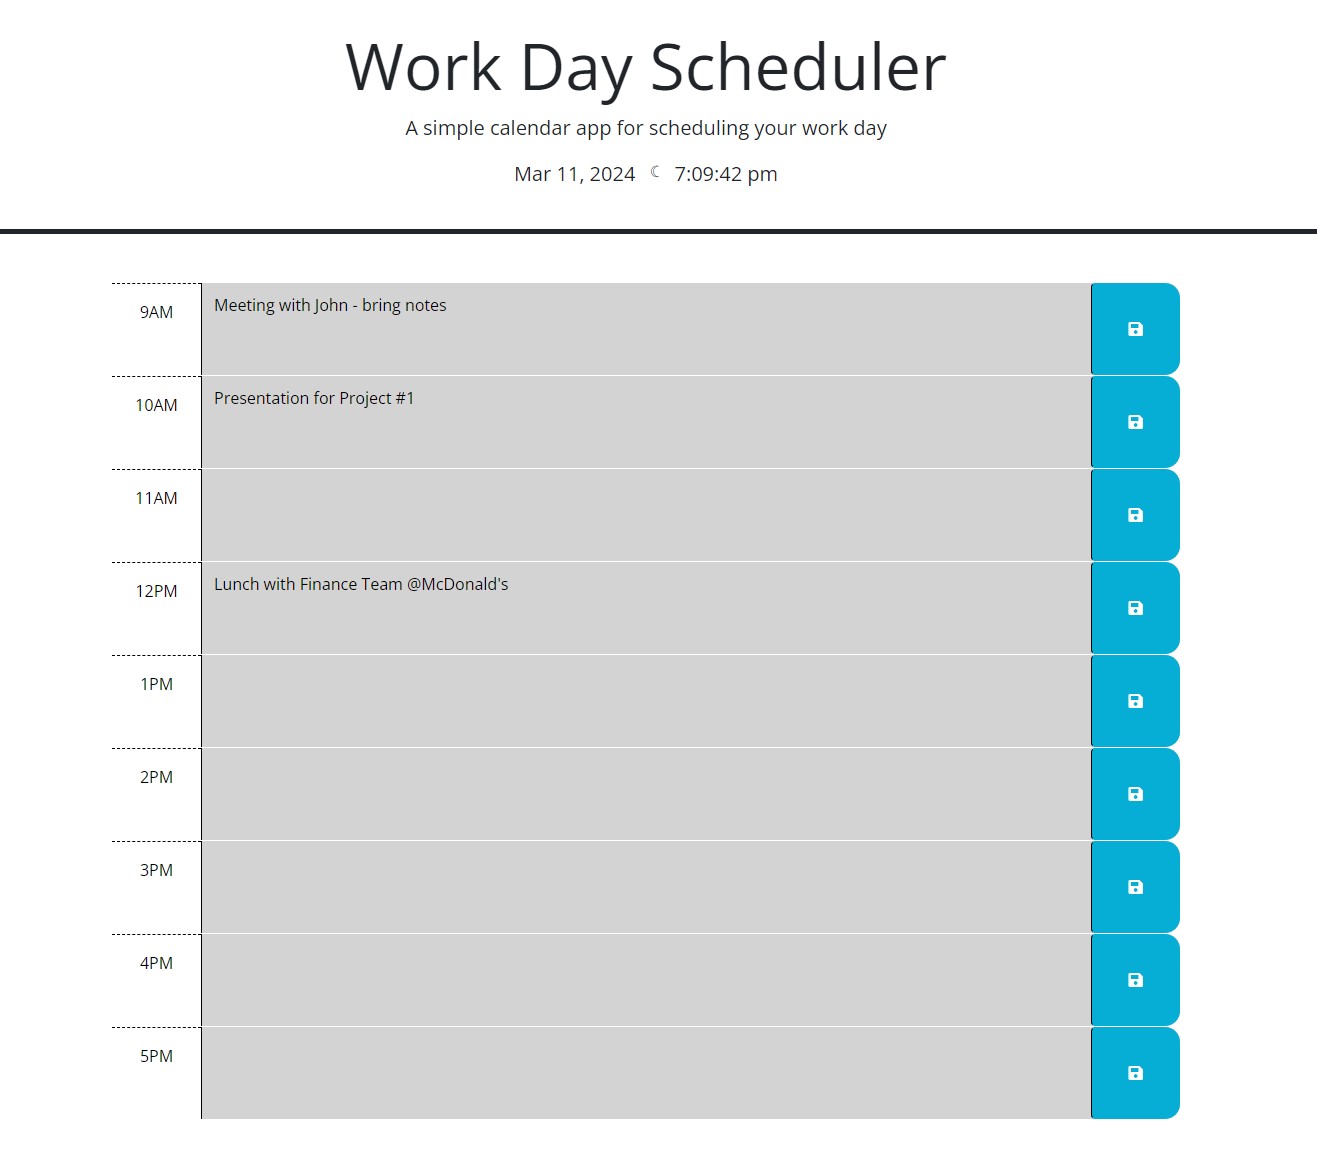 Work Day Scheduler
A simple calendar app for scheduling your work day
Mar 11, 2024 ☾ 7:09:42 pm
9AM Meeting with John - bring notes
10AM Presentation for Project #1
11AM
12PM Lunch with Finance Team @McDonald's
1PM
2PM
3PM
4PM
5PM